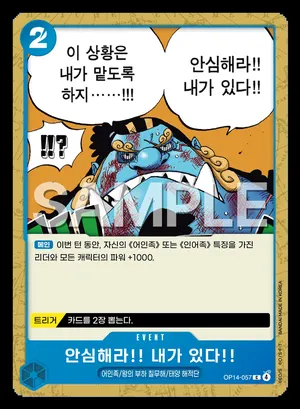 2
이 상황은
내가 맡도록
하지……!!!
안심해라!!
내가 있다!!
!!?
SAMPLE
메인 이번 턴 동안, 자신의 《어인족》 또는 《인어족》 특징을 가진
리더와 모든 캐릭터의 파워 +1000.
트리거 카드를 2장 뽑는다.
EVENT
안심해라!! 내가 있다!!
어인족/왕의 부하 칠무해/태양 해적단
OP14-057